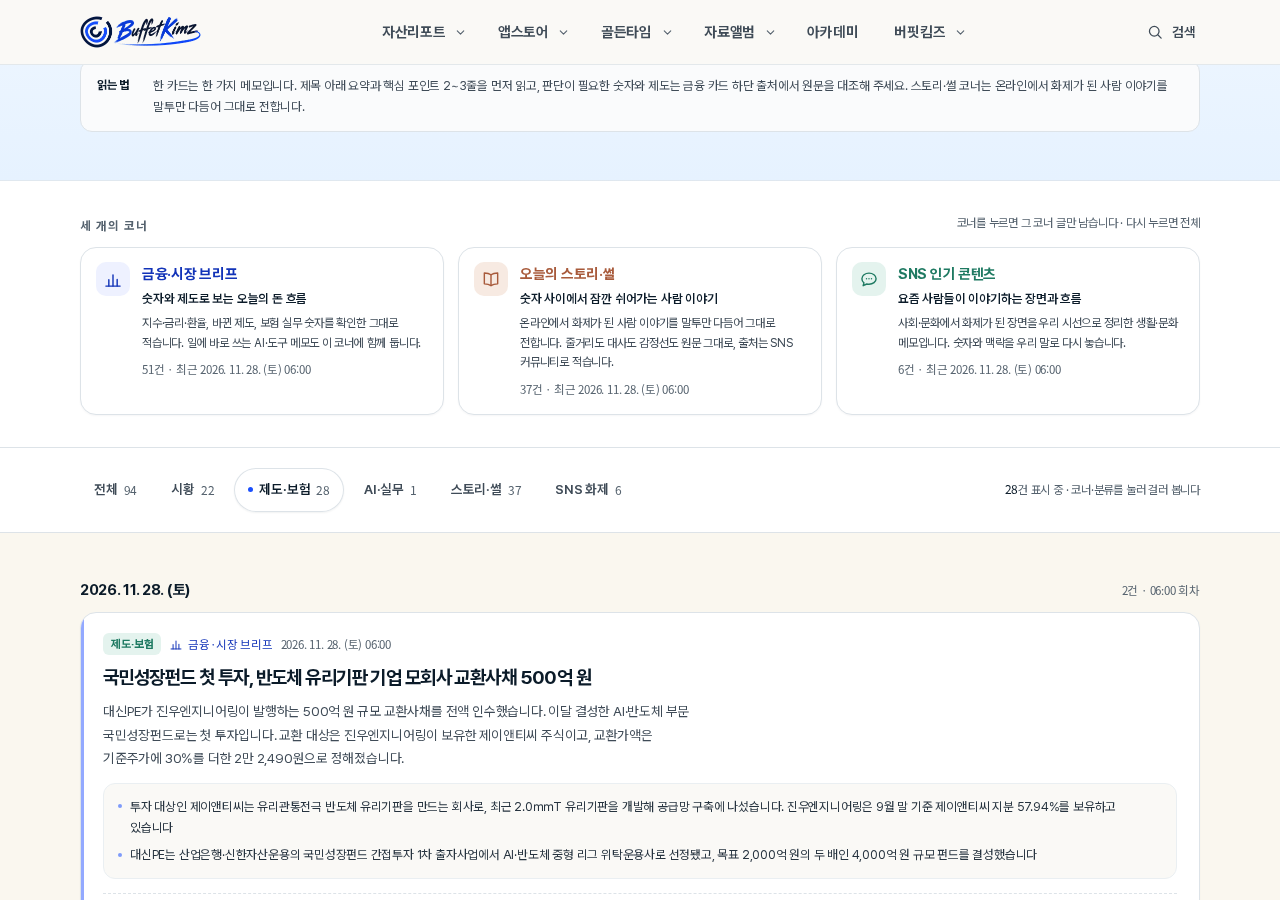 BuffetKimz 자산리포트 앱스토어 골든타임 자료앨범 아카데미 버핏킴즈 검색
읽는 법 한 카드는 한 가지 메모입니다. 제목 아래 요약과 핵심 포인트 2~3줄을 먼저 읽고, 판단이 필요한 숫자와 제도는 금융 카드 하단 출처에서 원문을 대조해 주세요. 스토리·썰 코너는 온라인에서 화제가 된 사람 이야기를
말투만 다듬어 그대로 전합니다.
세 개의 코너
코너를 누르면 그 코너 글만 남습니다 · 다시 누르면 전체
금융·시장 브리프
숫자와 제도로 보는 오늘의 돈 흐름
지수·금리·환율, 바뀐 제도, 보험 실무 숫자를 확인한 그대로
적습니다. 일에 바로 쓰는 AI·도구 메모도 이 코너에 함께 둡니다.
51건 · 최근 2026. 11. 28. (토) 06:00
오늘의 스토리·썰
숫자 사이에서 잠깐 쉬어가는 사람 이야기
온라인에서 화제가 된 사람 이야기를 말투만 다듬어 그대로
전합니다. 줄거리도 대사도 감정선도 원문 그대로, 출처는 SNS
커뮤니티로 적습니다.
37건 · 최근 2026. 11. 28. (토) 06:00
SNS 인기 콘텐츠
요즘 사람들이 이야기하는 장면과 흐름
사회·문화에서 화제가 된 장면을 우리 시선으로 정리한 생활·문화
메모입니다. 숫자와 맥락을 우리 말로 다시 놓습니다.
6건 · 최근 2026. 11. 28. (토) 06:00
전체 94 시황 22 제도·보험 28 AI·실무 1 스토리·썰 37 SNS 화제 6
28건 표시 중 · 코너·분류를 눌러 걸러 봅니다
2026. 11. 28. (토)
2건 · 06:00 회차
제도·보험 금융·시장 브리프 2026. 11. 28. (토) 06:00
국민성장펀드 첫 투자, 반도체 유리기판 기업 모회사 교환사채 500억 원
대신PE가 진우엔지니어링이 발행하는 500억 원 규모 교환사채를 전액 인수했습니다. 이달 결성한 AI·반도체 부문
국민성장펀드로는 첫 투자입니다. 교환 대상은 진우엔지니어링이 보유한 제이앤티씨 주식이고, 교환가액은
기준주가에 30%를 더한 2만 2,490원으로 정해졌습니다.
투자 대상인 제이앤티씨는 유리관통전극 반도체 유리기판을 만드는 회사로, 최근 2.0mmT 유리기판을 개발해 공급망 구축에 나섰습니다. 진우엔지니어링은 9월 말 기준 제이앤티씨 지분 57.94%를 보유하고
있습니다
대신PE는 산업은행·신한자산운용의 국민성장펀드 간접투자 1차 출자사업에서 AI·반도체 중형 리그 위탁운용사로 선정됐고, 목표 2,000억 원의 두 배인 4,000억 원 규모 펀드를 결성했습니다